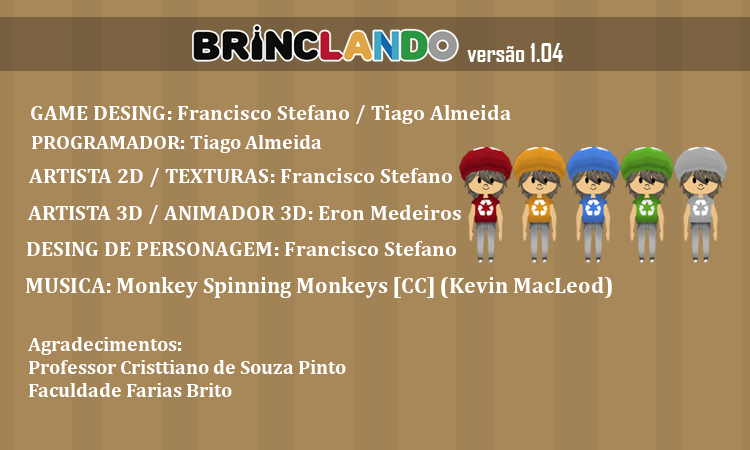 BRINCLANDO versão 1.04
GAME DESING: Francisco Stefano / Tiago Almeida
PROGRAMADOR: Tiago Almeida
ARTISTA 2D / TEXTURAS: Francisco Stefano
ARTISTA 3D / ANIMADOR 3D: Eron Medeiros
DESING DE PERSONAGEM: Francisco Stefano
MUSICA: Monkey Spinning Monkeys [CC] (Kevin MacLeod)
Agradecimentos:
Professor Cristtiano de Souza Pinto
Faculdade Farias Brito